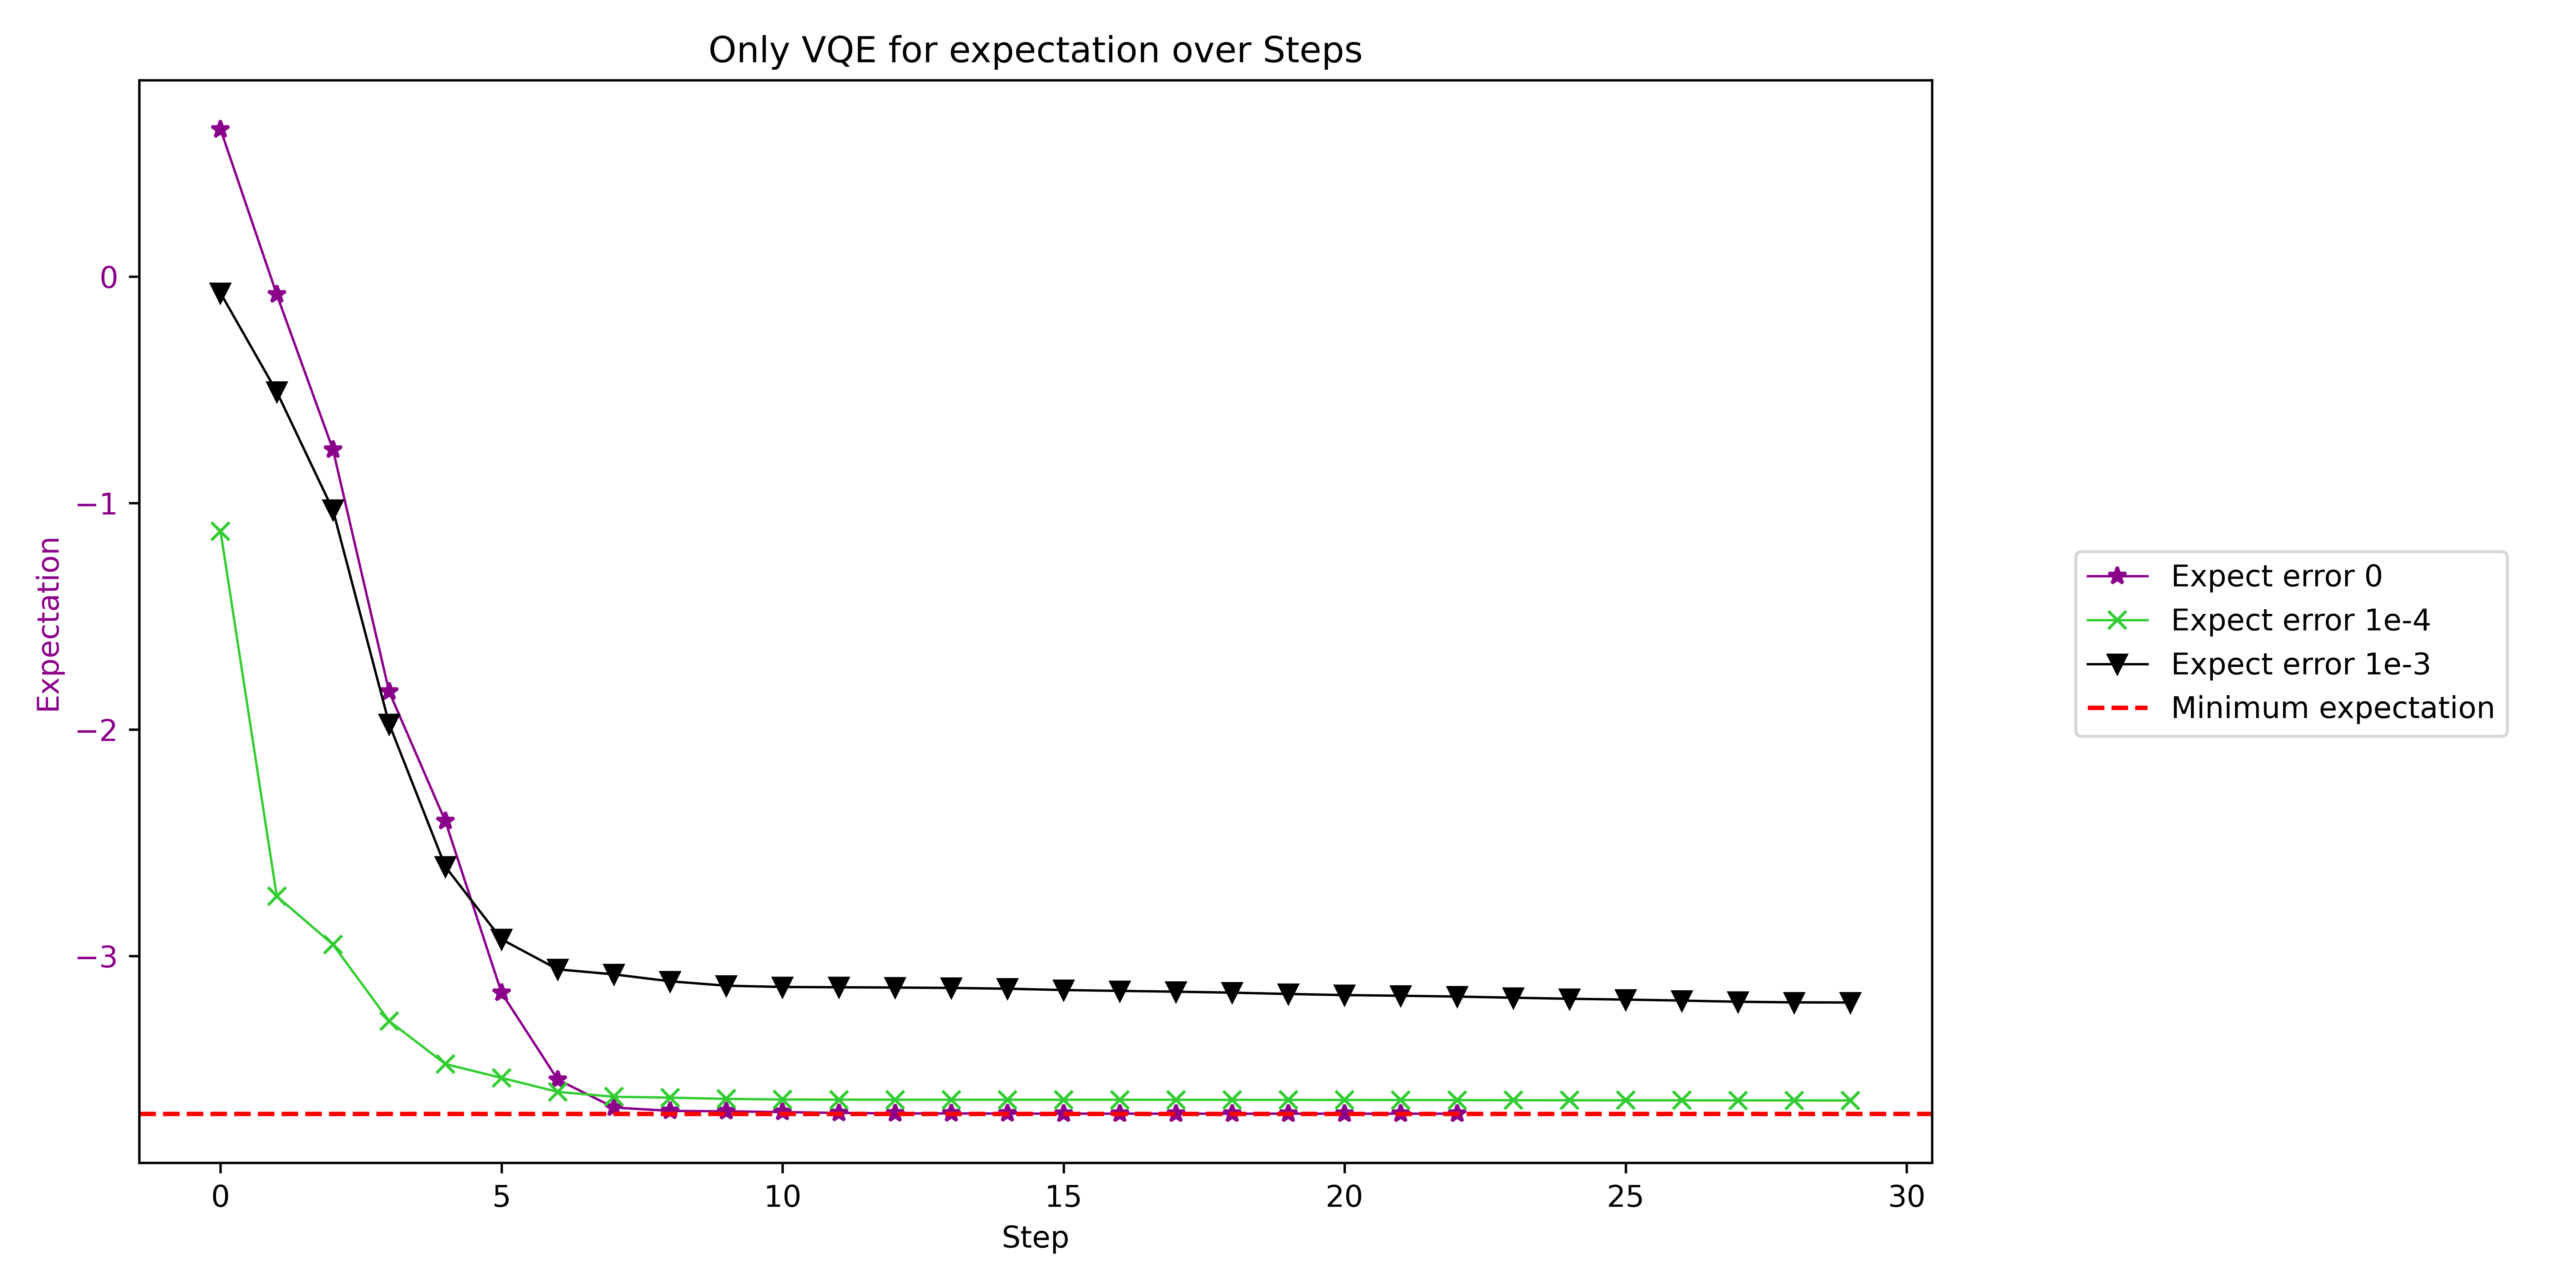 Only VQE for expectation over Steps
Expectation
0
−1
−2
−3
0 5 10 15 20 25 30
Step
Expect error 0
Expect error 1e-4
Expect error 1e-3
Minimum expectation